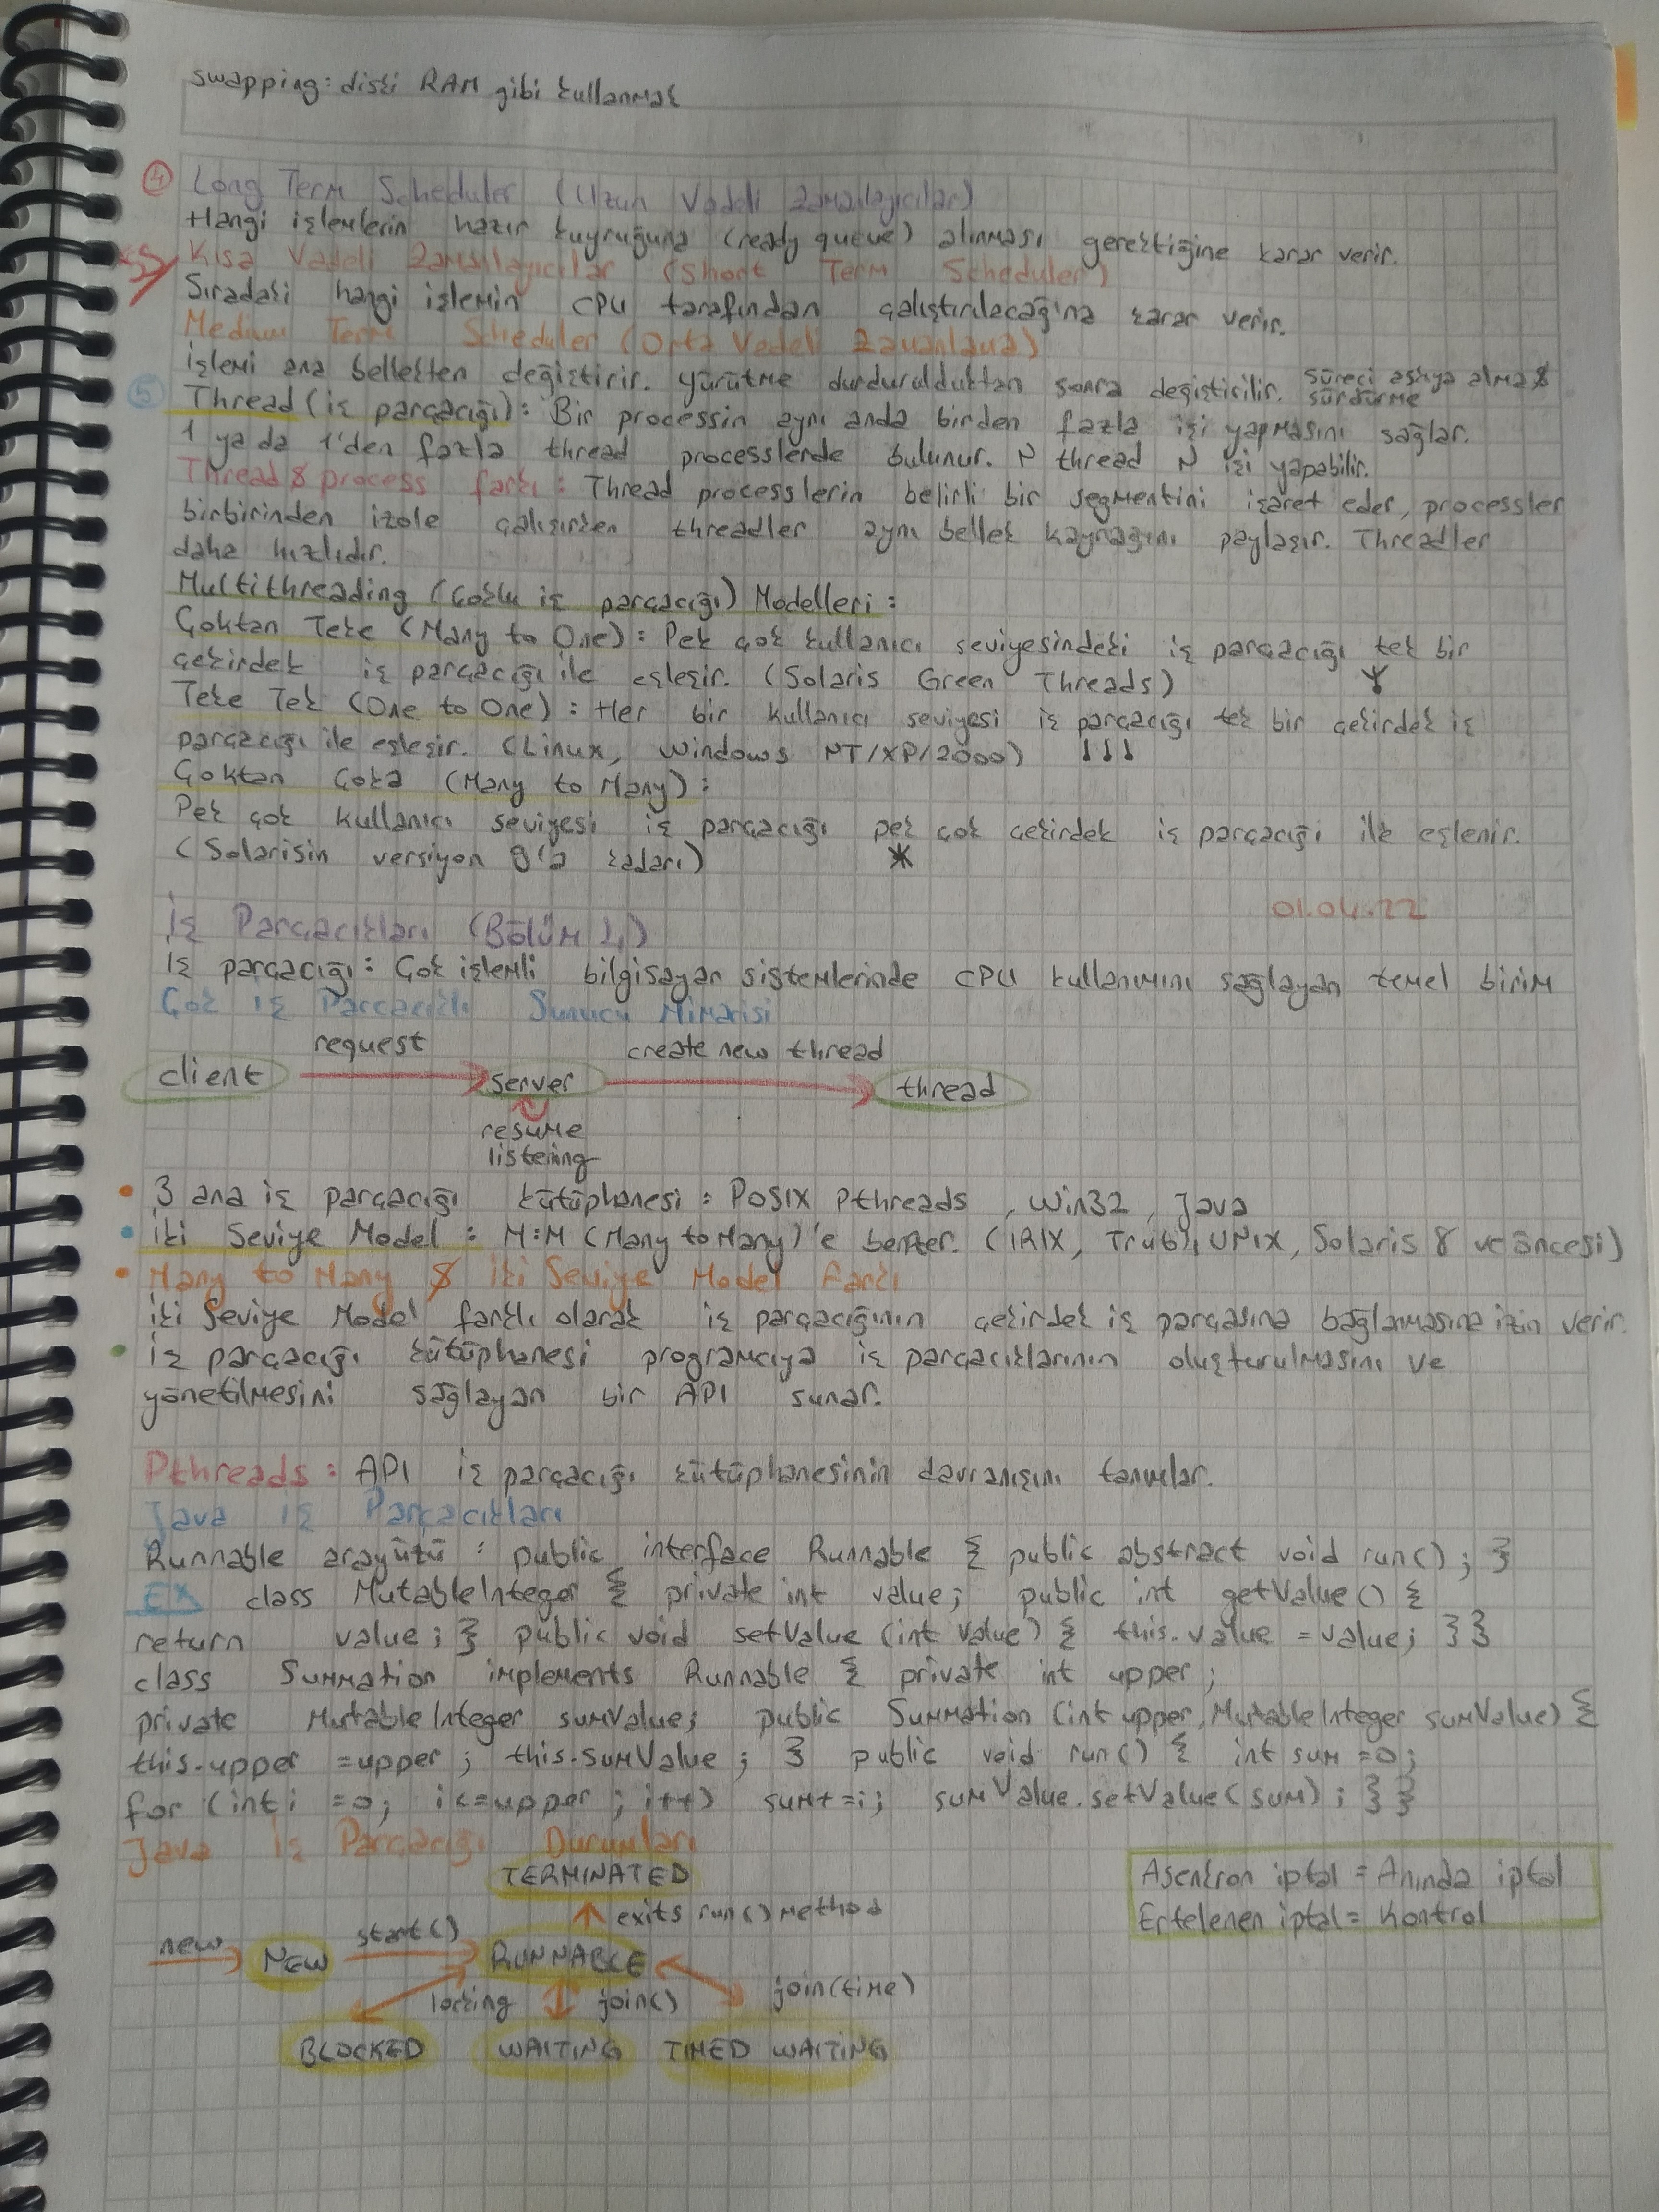 swapping: diski RAM gibi kullanmak
4 Long Term Scheduler (Uzun Vadeli Zamanlayıcılar)
Hangi işlemlerin hazır kuyruğuna (ready queue) alınması gerektiğine karar verir.
Kısa Vadeli Zamanlayıcılar (Short Term Scheduler)
Sıradaki hangi işlemin CPU tarafından çalıştırılacağına karar verir.
Medium Term Scheduler (Orta Vadeli Zamanlama)
işlemi ana bellekten değiştirir. yürütme durdurulduktan sonra değiştirilir. süreci askıya alma & sürdürme
5 Thread (iş parçacığı): Bir processin aynı anda birden fazla işi yapmasını sağlar.
1 ya da 1'den fazla thread processlerde bulunur. N thread N işi yapabilir.
Thread & process farkı: Thread processlerin belirli bir segmentini işaret eder, processler
birbirinden izole çalışırken threadler aynı bellek kaynağını paylaşır. Threadler
daha hızlıdır.
Multithreading (Çoklu iş parçacığı) Modelleri:
Çoktan Teke (Many to One): Pek çok kullanıcı seviyesindeki iş parçacığı tek bir
çekirdek iş parçacığı ile eşleşir. (Solaris Green Threads)
Teke Tek (One to One): Her bir kullanıcı seviyesi iş parçacığı tek bir çekirdek iş
parçacığı ile eşleşir. (Linux, Windows NT/XP/2000)
Çoktan Çoka (Many to Many):
Pek çok kullanıcı seviyesi iş parçacığı pek çok çekirdek iş parçacığı ile eşlenir.
(Solarisin versiyon 9'a kadarı)
01.04.22
İş Parçacıkları (Bölüm 4)
İş parçacığı: Çok işlemli bilgisayar sistemlerinde CPU kullanımını sağlayan temel birim
Çok İş Parçacıklı Sunucu Mimarisi
request create new thread
client server thread
resume
listening
3 ana iş parçacığı kütüphanesi: POSIX Pthreads, Win32, Java
İki Seviye Model: M:M (Many to Many)'e benzer. (IRIX, Tru64 UNIX, Solaris 8 ve öncesi)
Many to Many & İki Seviye Model Farkı
İki Seviye Model farklı olarak iş parçacığının çekirdek iş parçasına bağlanmasına izin verir.
İş parçacığı kütüphanesi programcıya iş parçacıklarının oluşturulmasını ve
yönetilmesini sağlayan bir API sunar.
Pthreads: API iş parçacığı kütüphanesinin davranışını tanımlar.
Java İş Parçacıkları
Runnable arayüzü: public interface Runnable { public abstract void run(); }
EX class MutableInteger { private int value; public int getValue() {
return value; } public void setValue (int value) { this.value = value; }}
class Summation implements Runnable { private int upper;
private MutableInteger sumValue; public Summation (int upper, MutableInteger sumValue) {
this.upper = upper; this.sumValue; } public void run() { int sum = 0;
for (int i = 0; i <= upper; i++) sum += i; sumValue.setValue(sum); }}
Java İş Parçacığı Durumları
TERMINATED
exits run() method
new NEW start() RUNNABLE
locking join() join(time)
BLOCKED WAITING TIMED WAITING
Asenkron iptal = Anında iptal
Ertelenen iptal = Kontrol